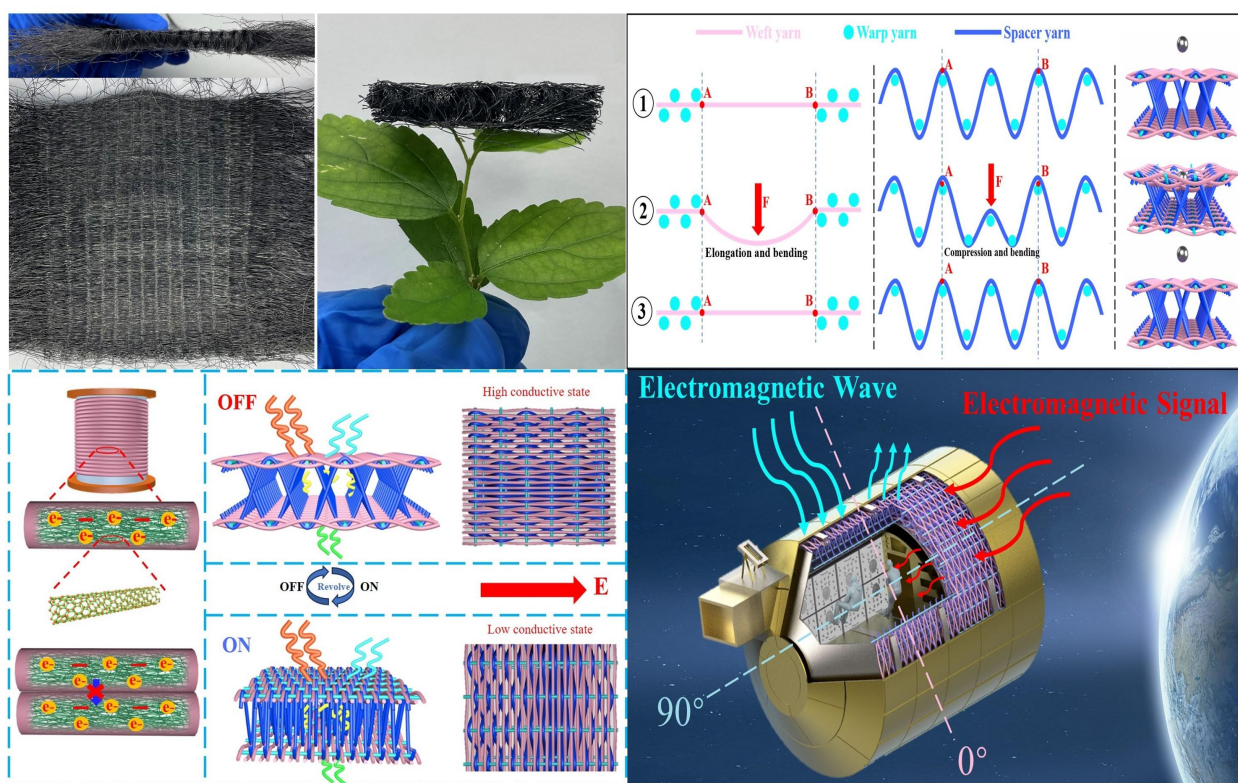 Weft yarn Warp yarn Spacer yarn
A B A B
1
A B A B
F F
2
Elongation and bending Compression and bending
A B A B
3
OFF High conductive state
e- e- e-
e- e-
OFF Revolve ON E
ON Low conductive state
e- e- e-
e- e-
e- e- e-
e- e-
Electromagnetic Wave
Electromagnetic Signal
90°
0°